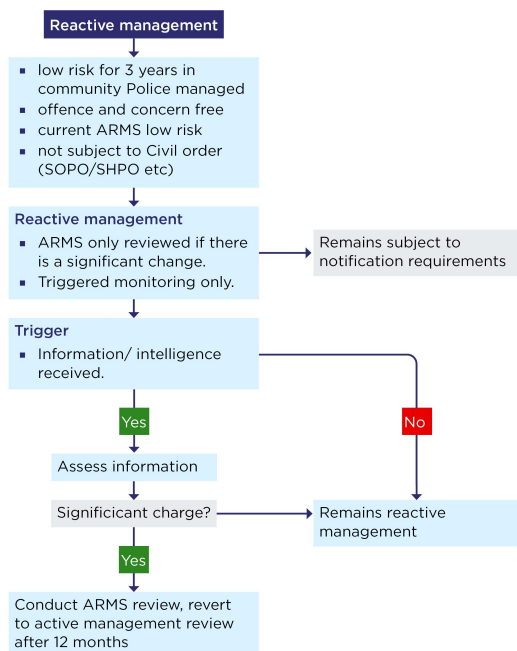 Reactive management
▪ low risk for 3 years in
community Police managed
▪ offence and concern free
▪ current ARMS low risk
▪ not subject to Civil order
(SOPO/SHPO etc)
Reactive management
▪ ARMS only reviewed if there
is a significant change.
▪ Triggered monitoring only.
Remains subject to
notification requirements
Trigger
▪ Information/ intelligence
received.
Yes
No
Assess information
Significicant charge?
Remains reactive
management
Yes
Conduct ARMS review, revert
to active management review
after 12 months